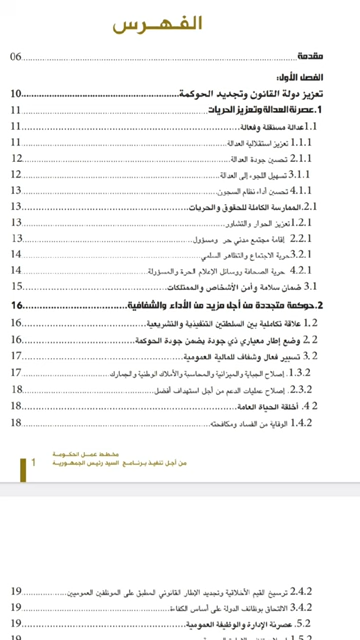 الفهرس
مقدمة 06
الفصل الأول:
تعزيز دولة القانون وتجديد الحوكمة 10
1. عصرنة العدالة وتعزيز الحريات 11
1.1 عدالة مستقلة وفعالة 11
1.1.1 تعزيز استقلالية العدالة 11
2.1.1 تحسين جودة العدالة 12
3.1.1 تسهيل اللجوء إلى العدالة 12
4.1.1 تحسين أداء نظام السجون 13
2.1. الممارسة الكاملة للحقوق والحريات 13
1.2.1 تعزيز الحوار والتشاور 13
2.2.1 إقامة مجتمع مدني حر ومسؤول 13
3.2.1 حرية الاجتماع والتظاهر السلمي 14
4.2.1 حرية الصحافة ووسائل الإعلام الحرة والمسؤولة 14
3.1 ضمان سلامة وأمن الأشخاص والممتلكات 15
2. حوكمة متجددة من أجل مزيد من الأداء والشفافية 16
1.2 علاقة تكاملية بين السلطتين التنفيذية والتشريعية 16
2.2 وضع إطار معياري ذي جودة يضمن جودة الحوكمة 16
3.2 تسيير فعال وشفاف للمالية العمومية 17
1.3.2. إصلاح الجباية والميزانية والمحاسبة والأملاك الوطنية والجمارك 17
2.3.2. إصلاح عمليات الدعم من أجل استهداف أفضل 18
4.2. أخلقة الحياة العامة 18
1.4.2 الوقاية من الفساد ومكافحته 18
مخطط عمل الحكومة
من أجل تنفيذ برنامج السيد رئيس الجمهورية 1
2.4.2 ترسيخ القيم الأخلاقية وتجديد الإطار القانوني المطبق على الموظفين العموميين 19
3.4.2 الالتحاق بوظائف الدولة على أساس الكفاءة 19
5.2. عصرنة الإدارة والوظيفة العمومية 19
1.5.2 19